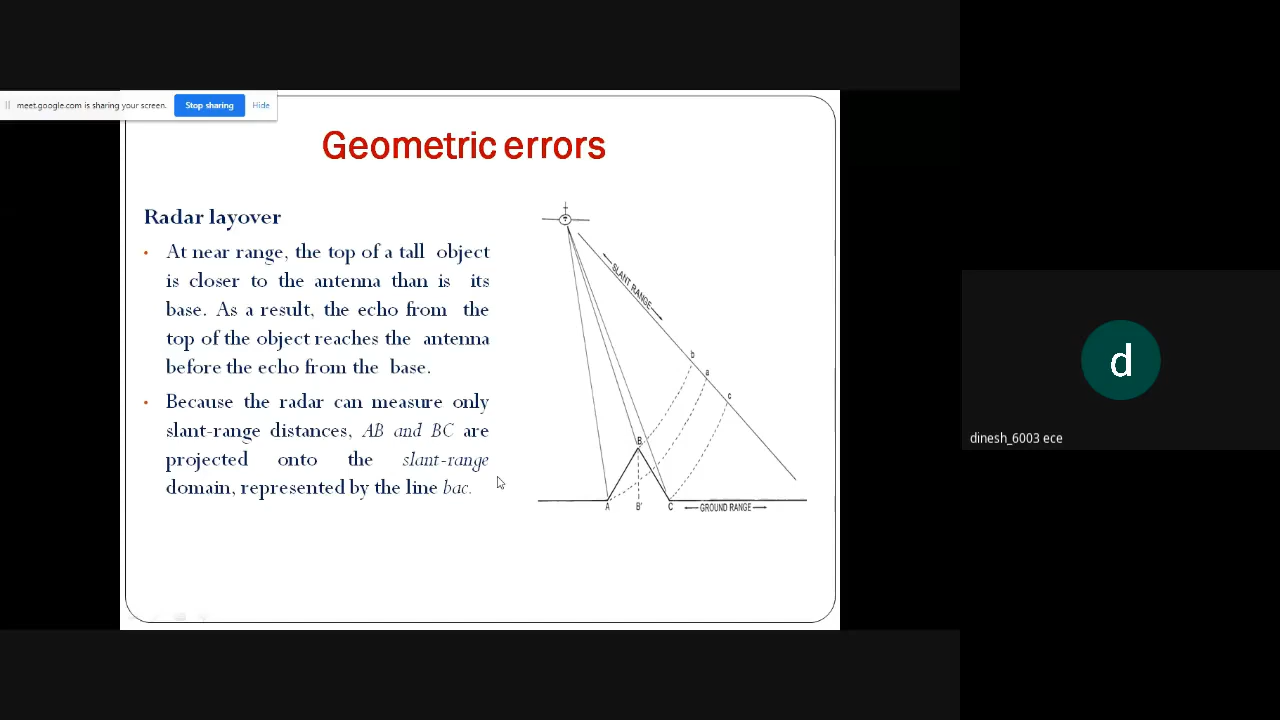 meet.google.com is sharing your screen.
Stop sharing
Hide
Geometric errors
Radar layover
• At near range, the top of a tall object
is closer to the antenna than is its
base. As a result, the echo from the
top of the object reaches the antenna
before the echo from the base.
• Because the radar can measure only
slant-range distances, AB and BC are
projected onto the slant-range
domain, represented by the line bac.
SLANT RANGE
b
a
c
B
A
B'
C
GROUND RANGE
d
dinesh_6003 ece